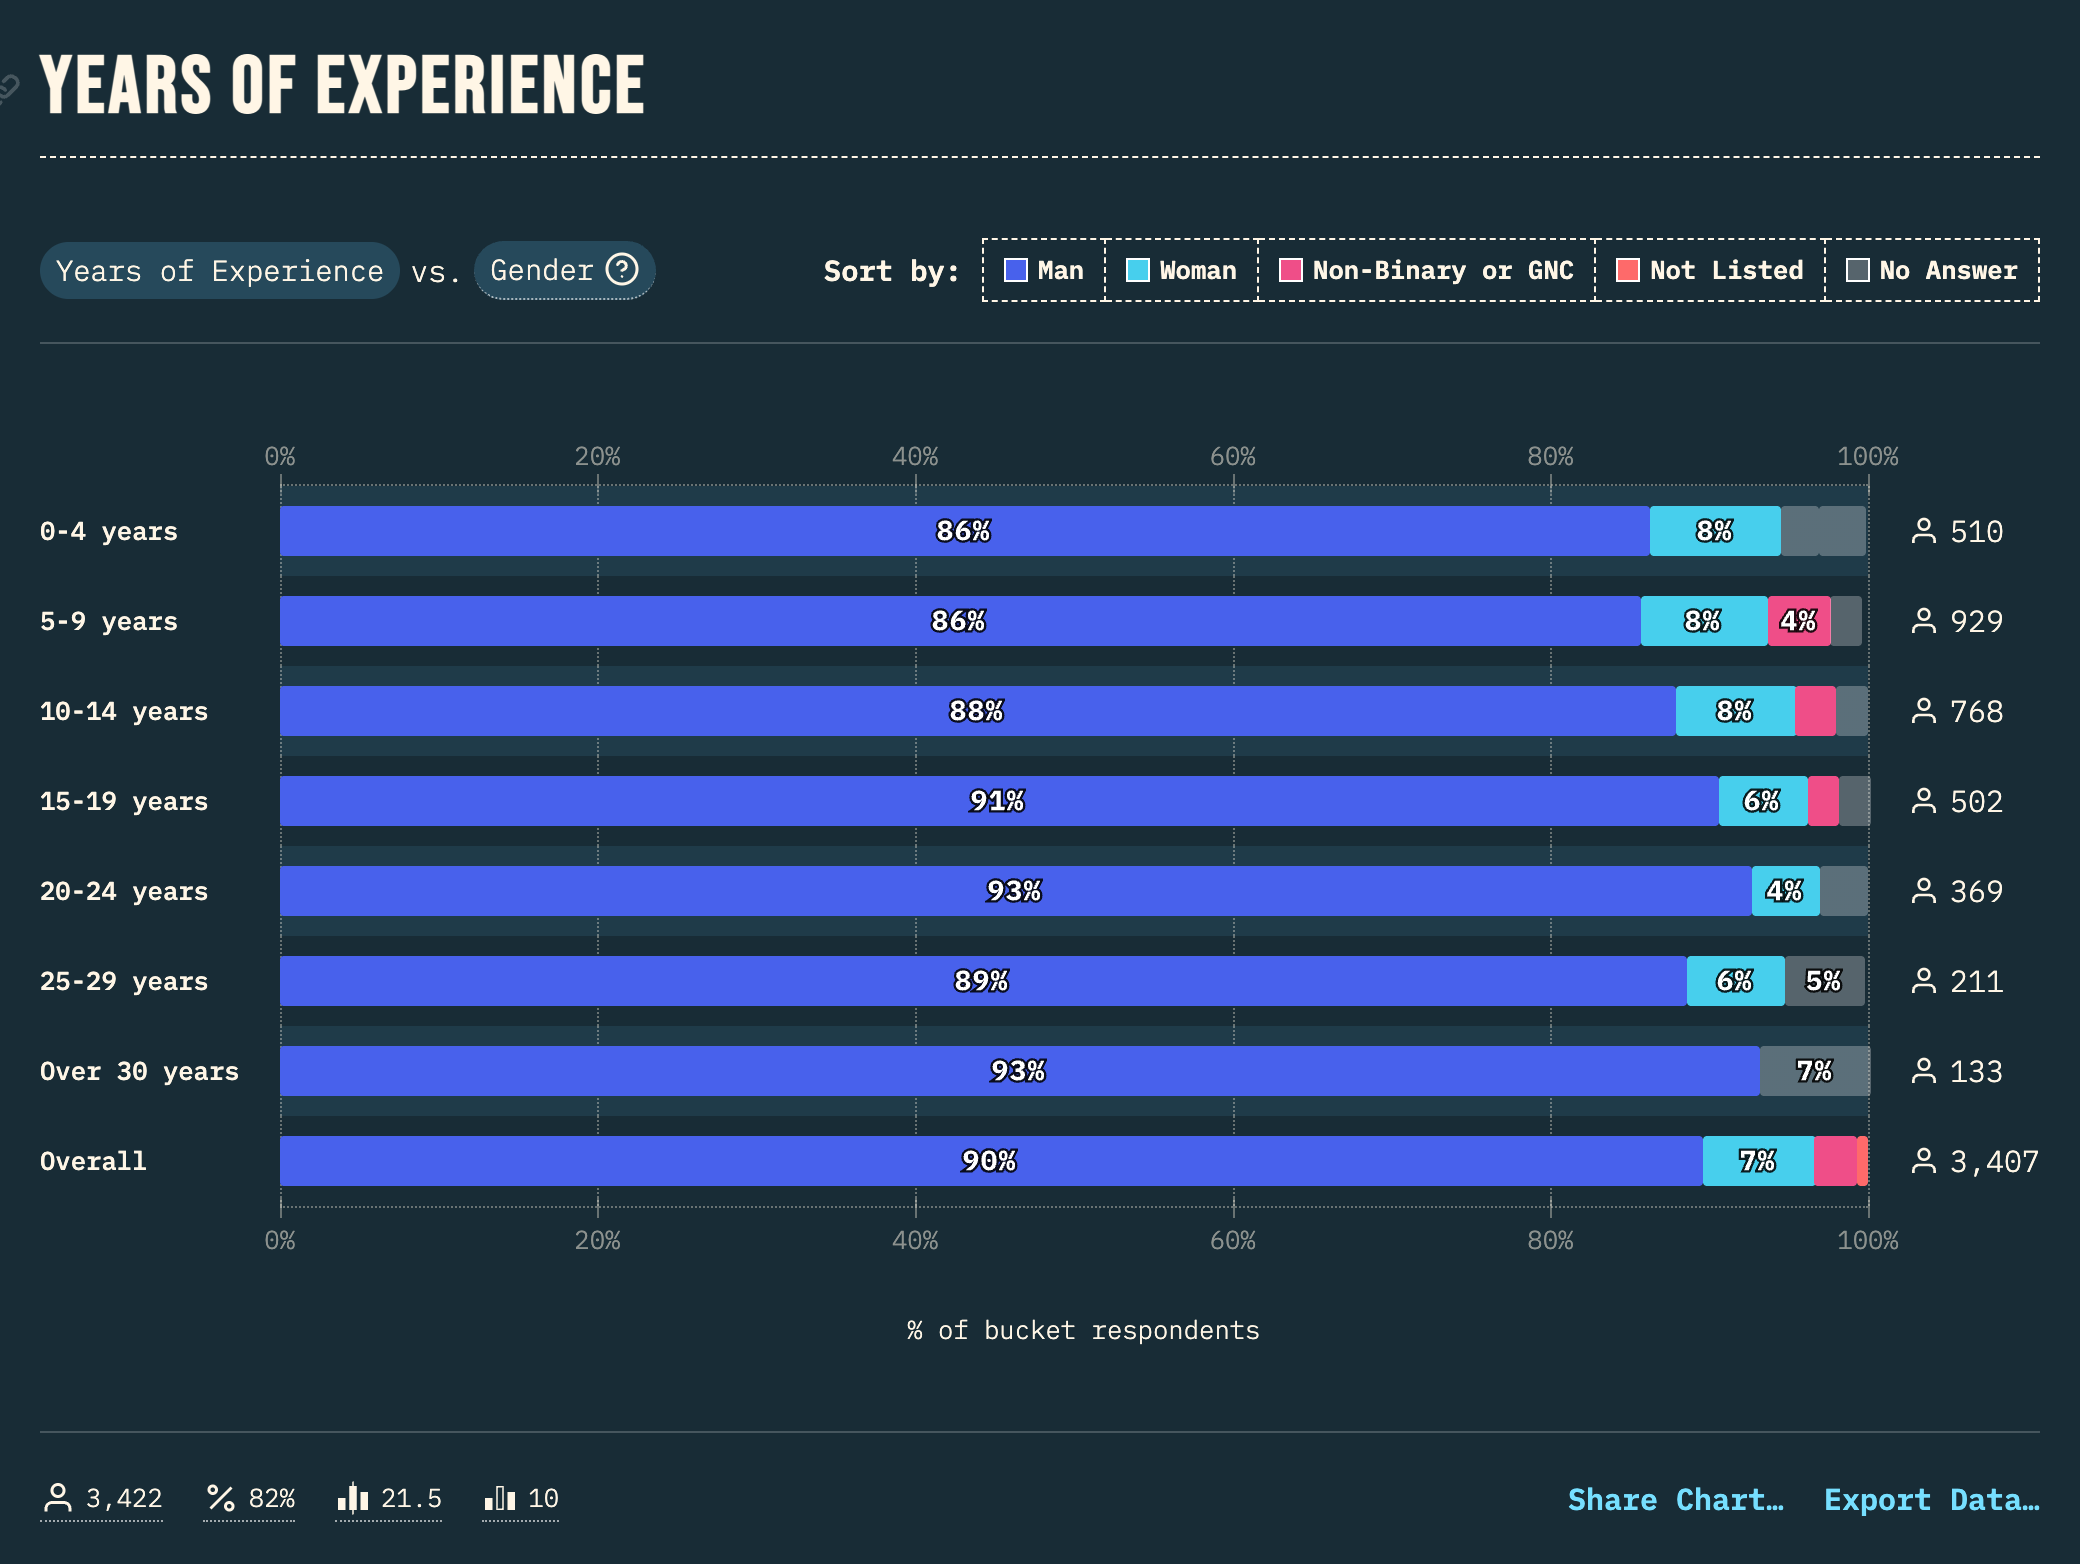 YEARS OF EXPERIENCE
Years of Experience vs. Gender Sort by: Man Woman Non-Binary or GNC Not Listed No Answer
0% 20% 40% 60% 80% 100%
0-4 years 86% 8% 510
5-9 years 86% 8% 4% 929
10-14 years 88% 8% 768
15-19 years 91% 6% 502
20-24 years 93% 4% 369
25-29 years 89% 6% 5% 211
Over 30 years 93% 7% 133
Overall 90% 7% 3,407
0% 20% 40% 60% 80% 100%
% of bucket respondents
3,422 82% 21.5 10 Share Chart… Export Data…